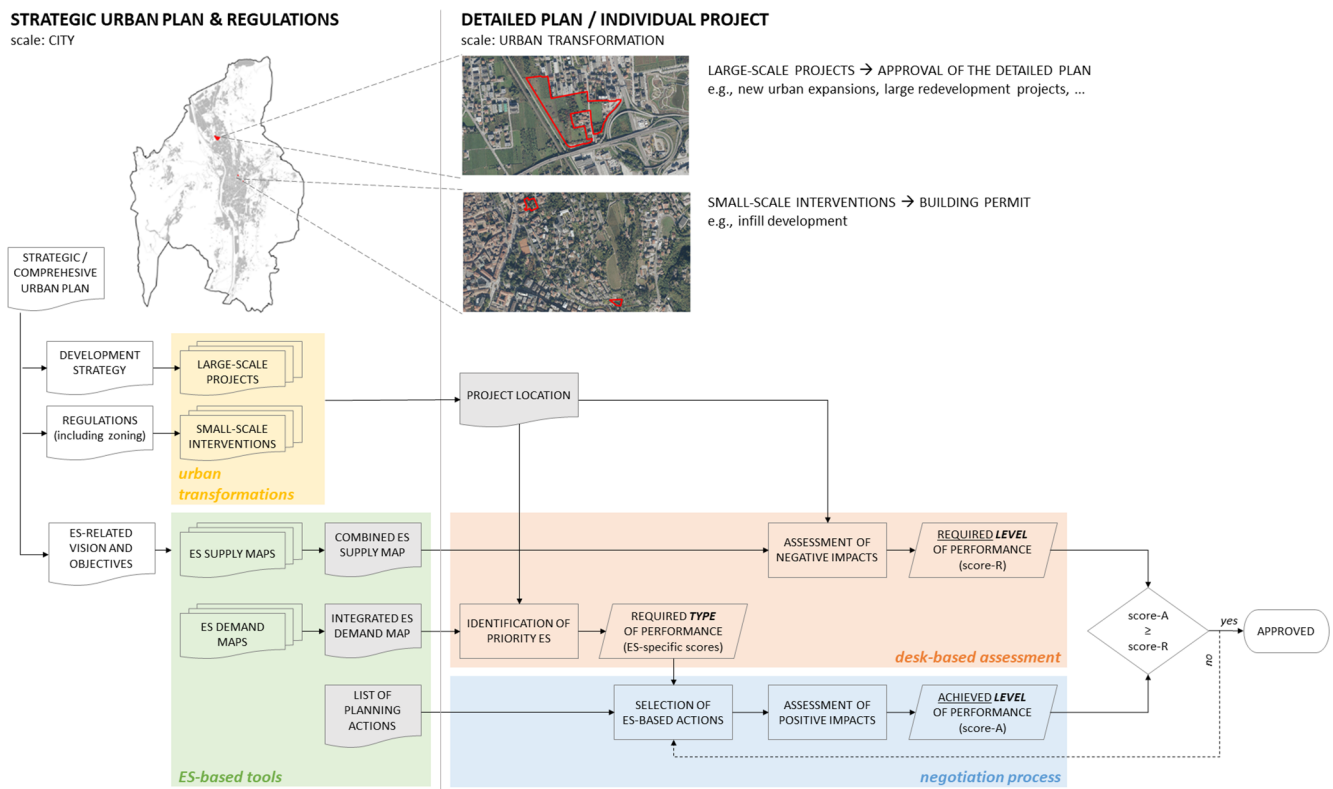 STRATEGIC URBAN PLAN & REGULATIONS
scale: CITY
DETAILED PLAN / INDIVIDUAL PROJECT
scale: URBAN TRANSFORMATION
LARGE-SCALE PROJECTS → APPROVAL OF THE DETAILED PLAN
e.g., new urban expansions, large redevelopment projects, ...
SMALL-SCALE INTERVENTIONS → BUILDING PERMIT
e.g., infill development
STRATEGIC /
COMPREHESIVE
URBAN PLAN
DEVELOPMENT
STRATEGY
LARGE-SCALE
PROJECTS
REGULATIONS
(including zoning)
SMALL-SCALE
INTERVENTIONS
urban
transformations
PROJECT LOCATION
ES-RELATED
VISION AND
OBJECTIVES
ES SUPPLY MAPS
COMBINED ES
SUPPLY MAP
ASSESSMENT OF
NEGATIVE IMPACTS
REQUIRED LEVEL
OF PERFORMANCE
(score-R)
ES DEMAND
MAPS
INTEGRATED ES
DEMAND MAP
IDENTIFICATION OF
PRIORITY ES
REQUIRED TYPE
OF PERFORMANCE
(ES-specific scores)
desk-based assessment
score-A
≥
score-R
yes
no
APPROVED
LIST OF
PLANNING
ACTIONS
SELECTION OF
ES-BASED ACTIONS
ASSESSMENT OF
POSITIVE IMPACTS
ACHIEVED LEVEL
OF PERFORMANCE
(score-A)
ES-based tools
negotiation process